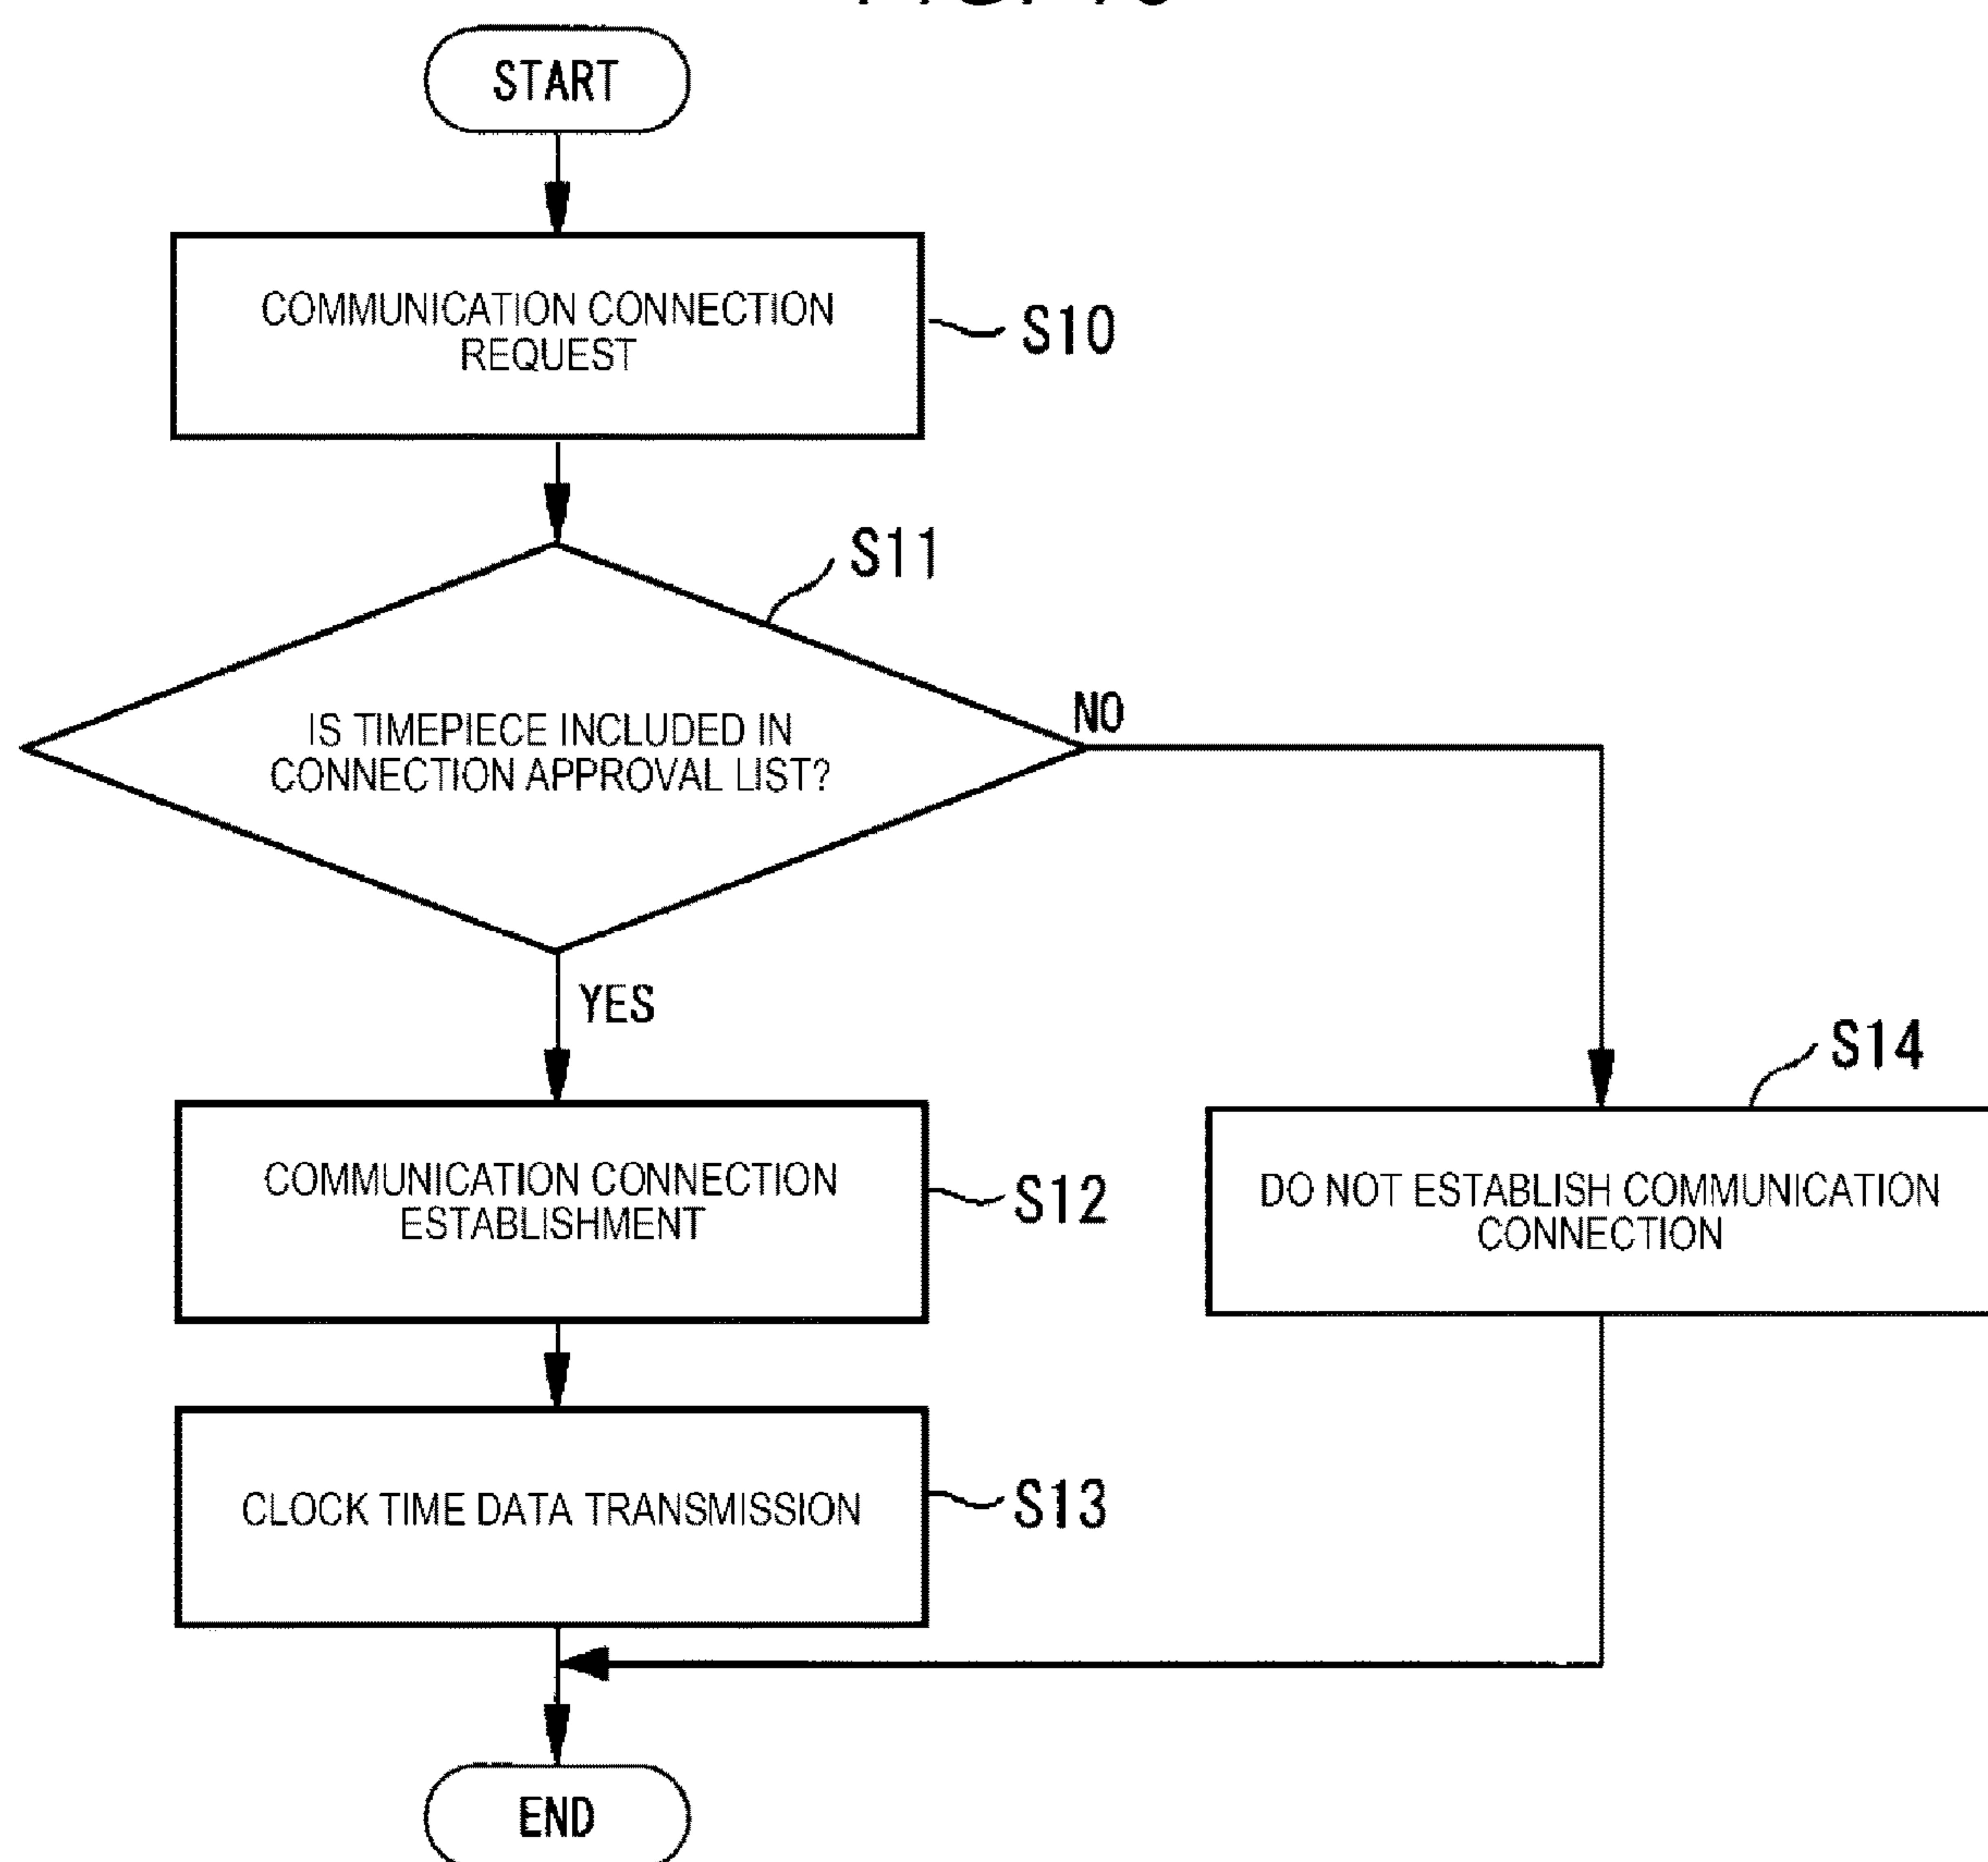 START
COMMUNICATION CONNECTION
REQUEST
S10
S11
IS TIMEPIECE INCLUDED IN
CONNECTION APPROVAL LIST?
NO
YES
COMMUNICATION CONNECTION
ESTABLISHMENT
S12
S14
DO NOT ESTABLISH COMMUNICATION
CONNECTION
CLOCK TIME DATA TRANSMISSION
S13
END